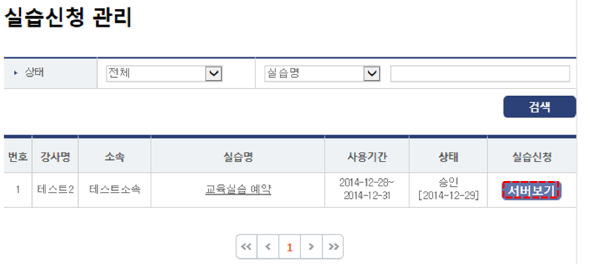 실습신청 관리
상태 전체 실습명
검색
번호 강사명 소속 실습명 사용기간 상태 실습신청
1 테스트2 테스트소속 교육실습 예약 2014-12-28~ 2014-12-31 승인 [2014-12-29] 서버보기
1